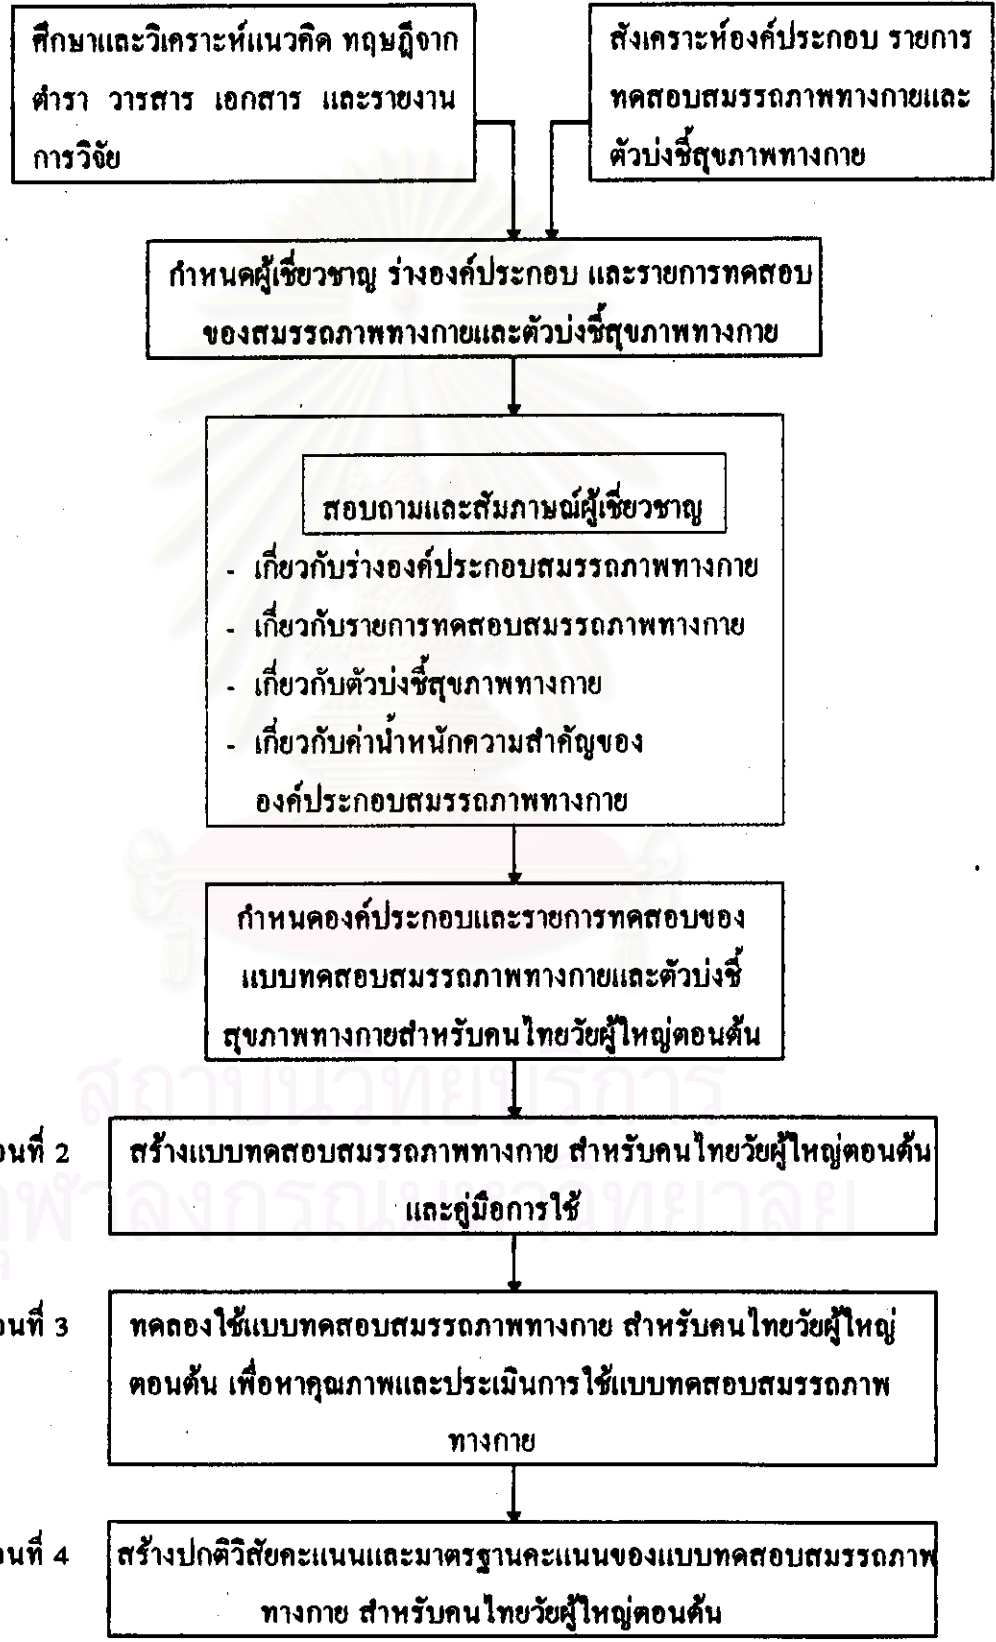 ศึกษาและวิเคราะห์แนวคิด ทฤษฎีจาก
ตำรา วารสาร เอกสาร และรายงาน
การวิจัย
สังเคราะห์องค์ประกอบ รายการ
ทดสอบสมรรถภาพทางกายและ
ตัวบ่งชี้สุขภาพทางกาย
กำหนดผู้เชี่ยวชาญ ร่างองค์ประกอบ และรายการทดสอบ
ของสมรรถภาพทางกายและตัวบ่งชี้สุขภาพทางกาย
สอบถามและสัมภาษณ์ผู้เชี่ยวชาญ
- เกี่ยวกับร่างองค์ประกอบสมรรถภาพทางกาย
- เกี่ยวกับรายการทดสอบสมรรถภาพทางกาย
- เกี่ยวกับตัวบ่งชี้สุขภาพทางกาย
- เกี่ยวกับค่าน้ำหนักความสำคัญของ
องค์ประกอบสมรรถภาพทางกาย
กำหนดองค์ประกอบและรายการทดสอบของ
แบบทดสอบสมรรถภาพทางกายและตัวบ่งชี้
สุขภาพทางกายสำหรับคนไทยวัยผู้ใหญ่ตอนต้น
สถาบันวิทยบริการ
อนที่ 2 สร้างแบบทดสอบสมรรถภาพทางกาย สำหรับคนไทยวัยผู้ใหญ่ตอนต้น
และคู่มือการใช้
จุฬาลงกรณ์มหาวิทยาลัย
อนที่ 3 ทดลองใช้แบบทดสอบสมรรถภาพทางกาย สำหรับคนไทยวัยผู้ใหญ่
ตอนต้น เพื่อหาคุณภาพและประเมินการใช้แบบทดสอบสมรรถภาพ
ทางกาย
อนที่ 4 สร้างปกติวิสัยคะแนนและมาตรฐานคะแนนของแบบทดสอบสมรรถภาพ
ทางกาย สำหรับคนไทยวัยผู้ใหญ่ตอนต้น